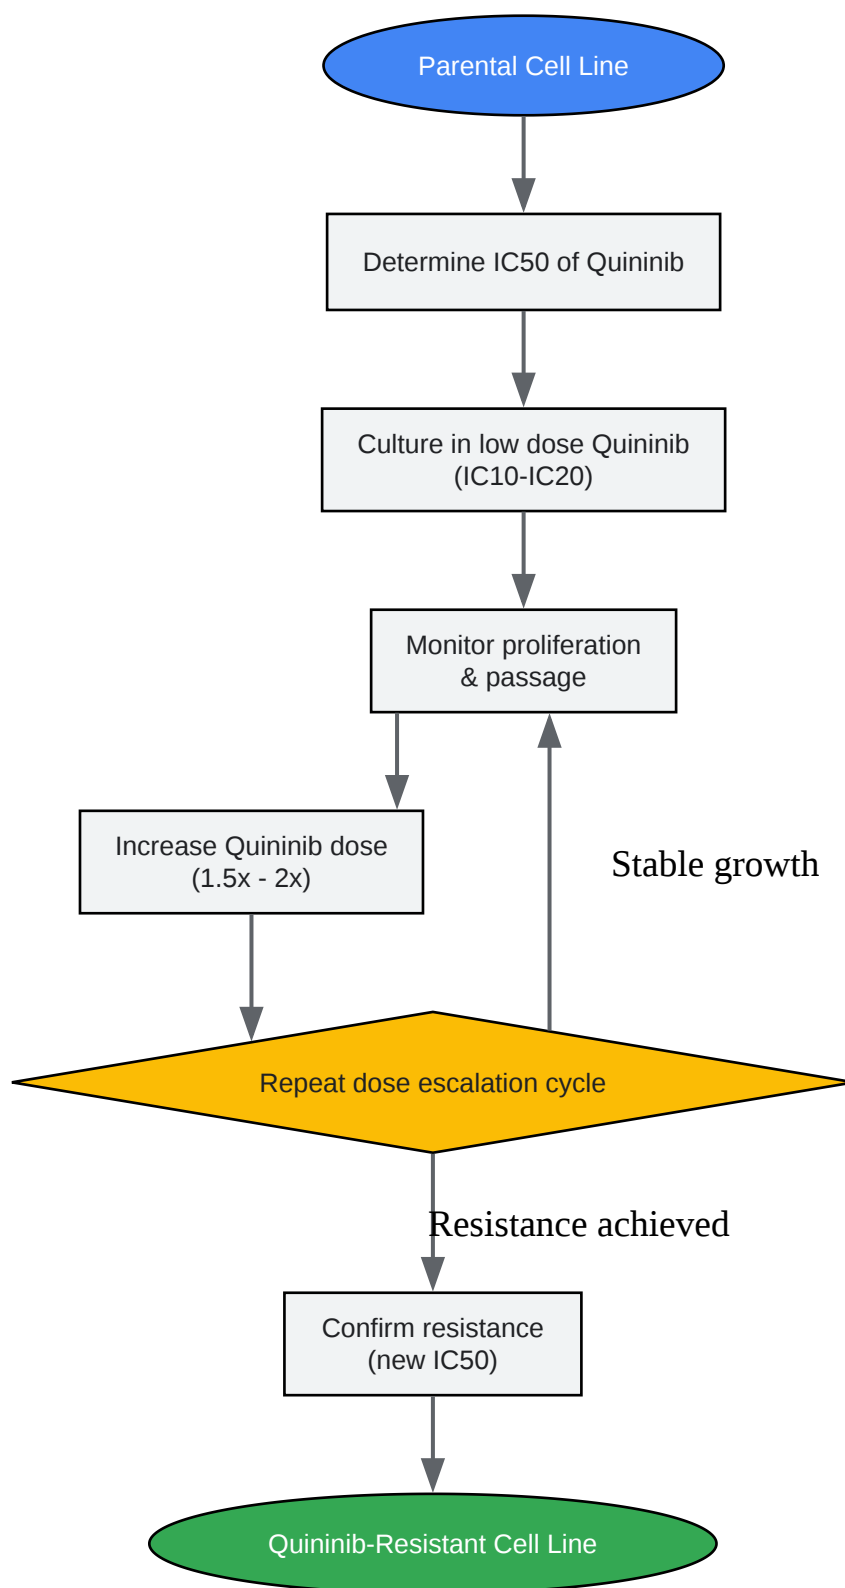 Parental Cell Line
Determine IC50 of Quininib
Culture in low dose Quininib
(IC10-IC20)
Monitor proliferation
& passage
Increase Quininib dose
(1.5x - 2x)
Stable growth
Repeat dose escalation cycle
Resistance achieved
Confirm resistance
(new IC50)
Quininib-Resistant Cell Line